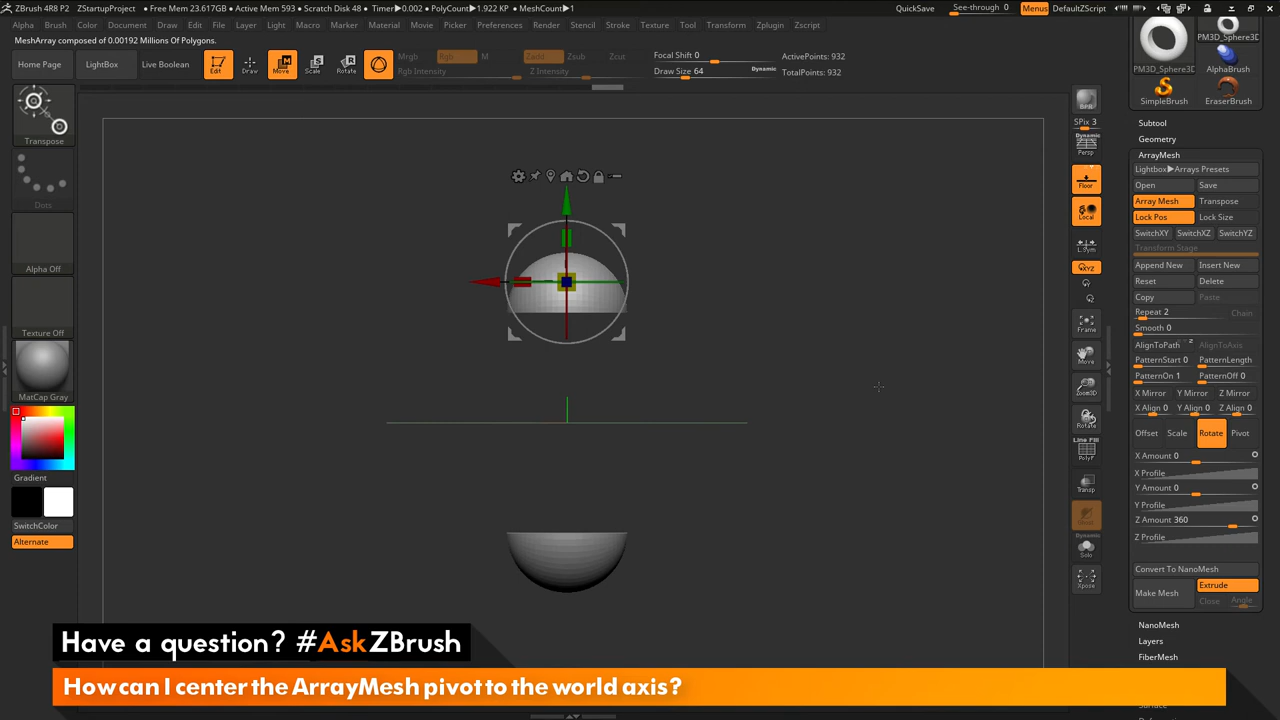 ZBrush 4R8 P2 ZStartupProject • Free Mem 23.617GB • Active Mem 593 • Scratch Disk 48 • Timer▶0.002 • PolyCount▶1.922 KP • MeshCount▶1 QuickSave See-through 0 Menus DefaultZScript
Alpha Brush Color Document Draw Edit File Layer Light Macro Marker Material Movie Picker Preferences Render Stencil Stroke Texture Tool Transform Zplugin Zscript
MeshArray composed of 0.00192 Millions Of Polygons.
Home Page LightBox Live Boolean Edit Draw Move Scale Rotate
Mrgb Rgb M Zadd Zsub Zcut
Rgb Intensity Z Intensity
Focal Shift 0
Draw Size 64 Dynamic
ActivePoints: 932
TotalPoints: 932
Transpose
Dots
Alpha Off
Texture Off
MatCap Gray
Gradient
SwitchColor
Alternate
BPR
SPix 3
Dynamic
Persp
Floor
Local
L.Sym
XYZ
Frame
Move
Zoom3D
Rotate
Line Fill
PolyF
Transp
Dynamic
Solo
Xpose
PM3D_Sphere3D PM3D_Sphere3D
AlphaBrush
SimpleBrush EraserBrush
Subtool
Geometry
ArrayMesh
Lightbox▶Arrays Presets
Open Save
Array Mesh Transpose
Lock Pos Lock Size
SwitchXY SwitchXZ SwitchYZ
Transform Stage
Append New Insert New
Reset Delete
Copy Paste
Repeat 2 Chain
Smooth 0
AlignToPath AlignToAxis
PatternStart 0 PatternLength 2
PatternOn 1 PatternOff 0
X Mirror Y Mirror Z Mirror
X Align 0 Y Align 0 Z Align 0
Offset Scale Rotate Pivot
X Amount 0
X Profile
Y Amount 0
Y Profile
Z Amount 360
Z Profile
Convert To NanoMesh
Make Mesh Extrude
Close Angle
NanoMesh
Layers
FiberMesh
Have a question? #AskZBrush
How can I center the ArrayMesh pivot to the world axis?